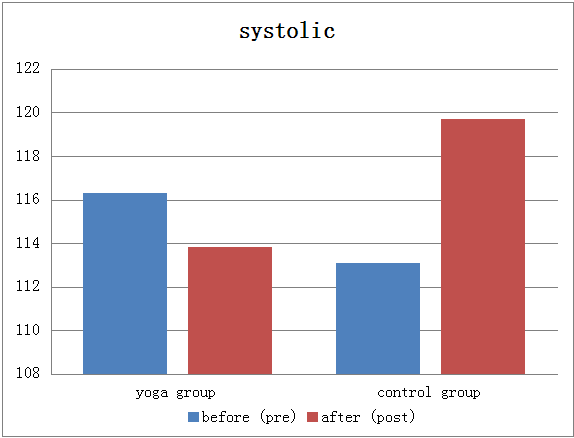 systolic
122
120
118
116
114
112
110
108
yoga group control group
before (pre) after (post)